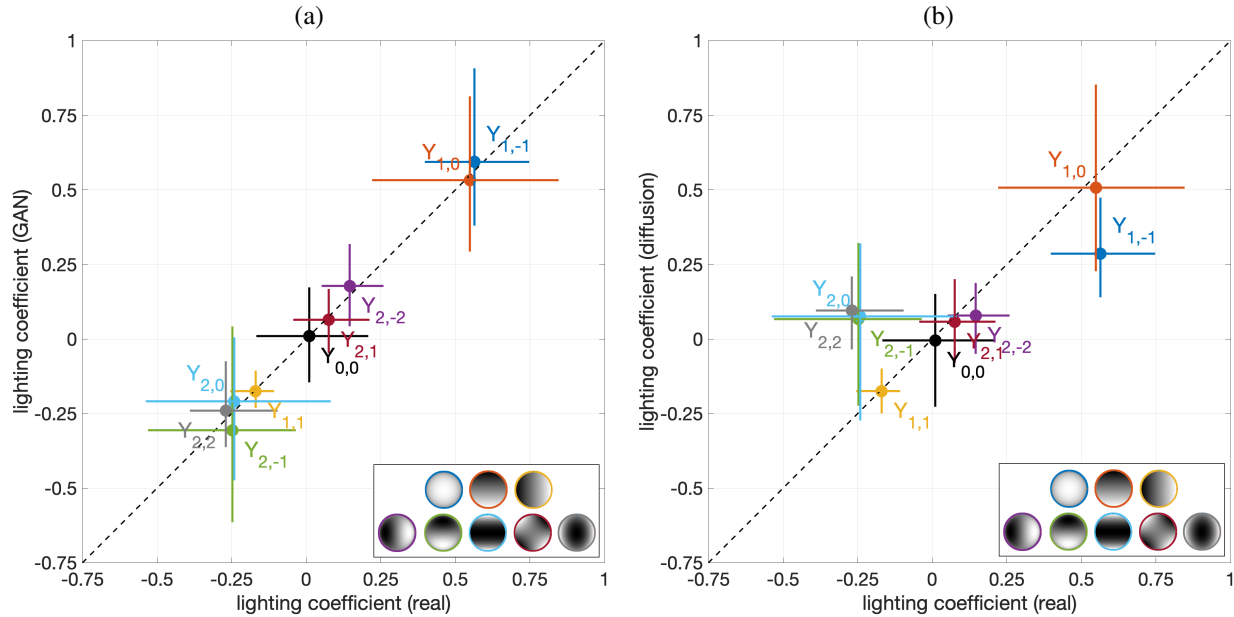 (a)
1
0.75
0.5
0.25
0
-0.25
-0.5
-0.75
-0.75
-0.5
-0.25
0
0.25
0.5
0.75
1
lighting coefficient (GAN)
lighting coefficient (real)
Y1,-1
Y1,0
Y2,-2
Y2,1
Y0,0
Y2,0
Y1,1
Y2,2
Y2,-1
(b)
1
0.75
0.5
0.25
0
-0.25
-0.5
-0.75
-0.75
-0.5
-0.25
0
0.25
0.5
0.75
1
lighting coefficient (diffusion)
lighting coefficient (real)
Y1,0
Y1,-1
Y2,0
Y2,2
Y2,-1
Y2,1
Y2,-2
Y0,0
Y1,1